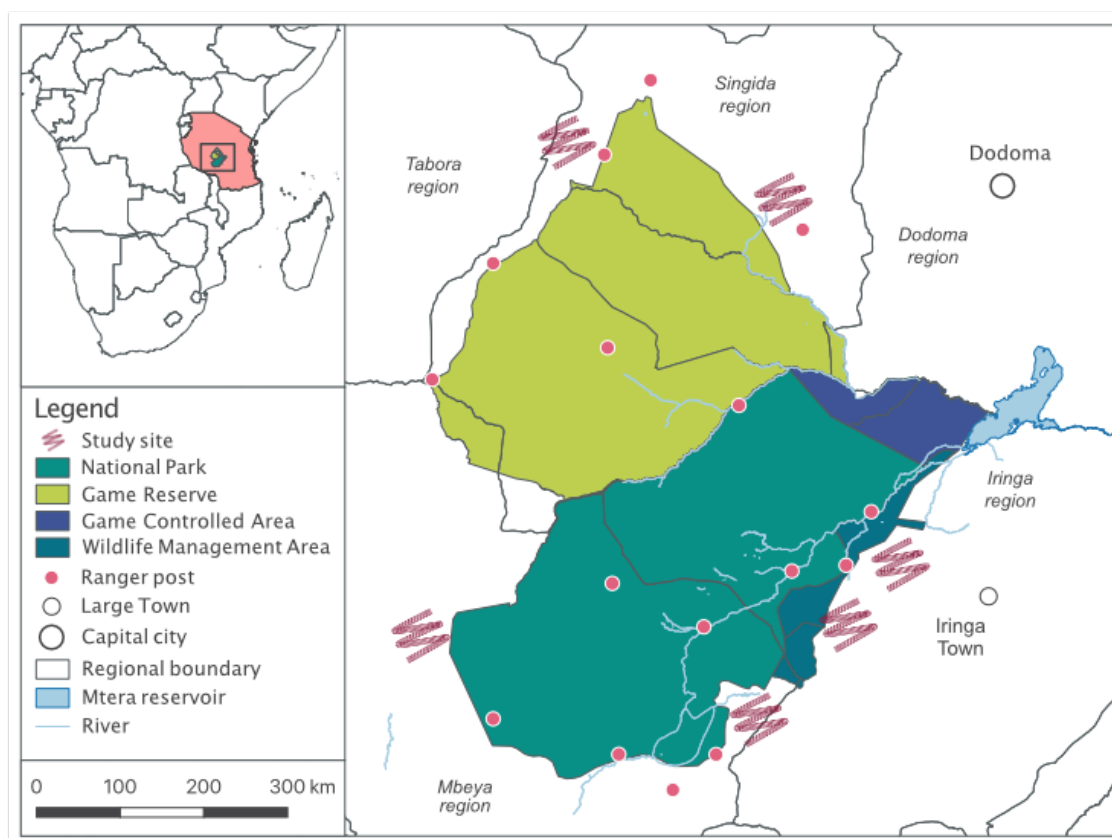 Singida
region
Tabora
region
Dodoma
Dodoma
region
Legend
Study site
National Park
Game Reserve
Game Controlled Area
Wildlife Management Area
Ranger post
Large Town
Capital city
Regional boundary
Mtera reservoir
River
0 100 200 300 km
Iringa
region
Iringa
Town
Mbeya
region